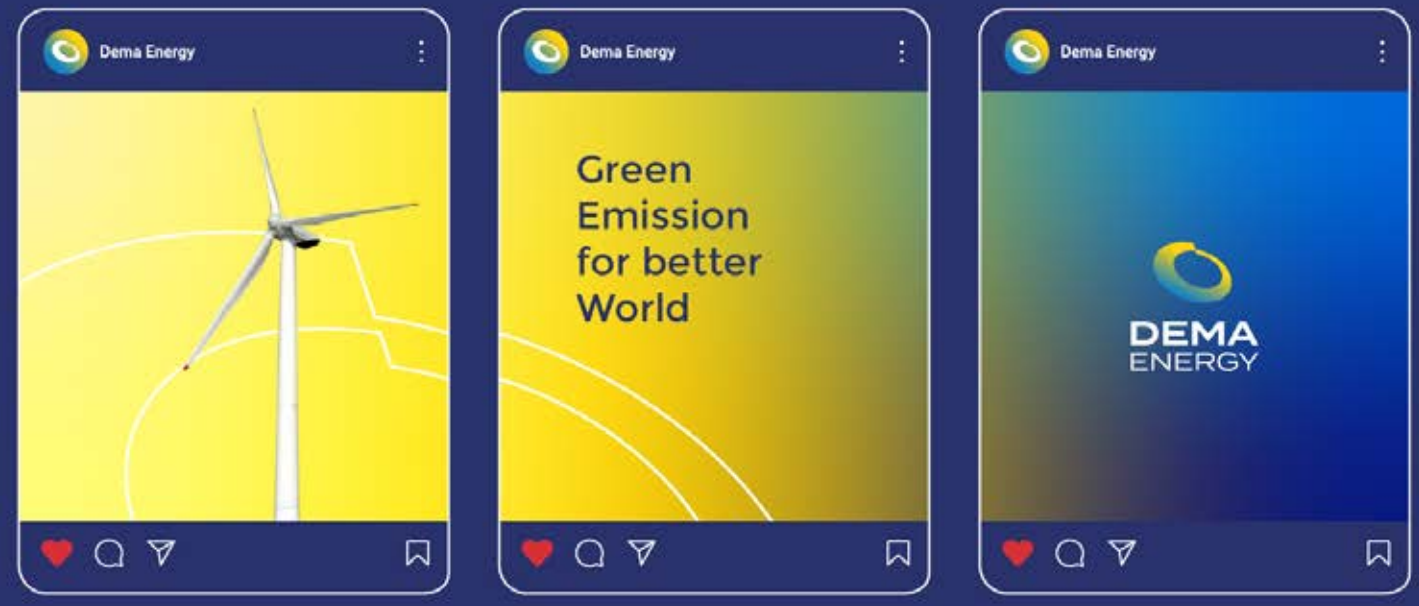 Dema Energy
Dema Energy
Dema Energy
Green
Emission
for better
World
DEMA
ENERGY